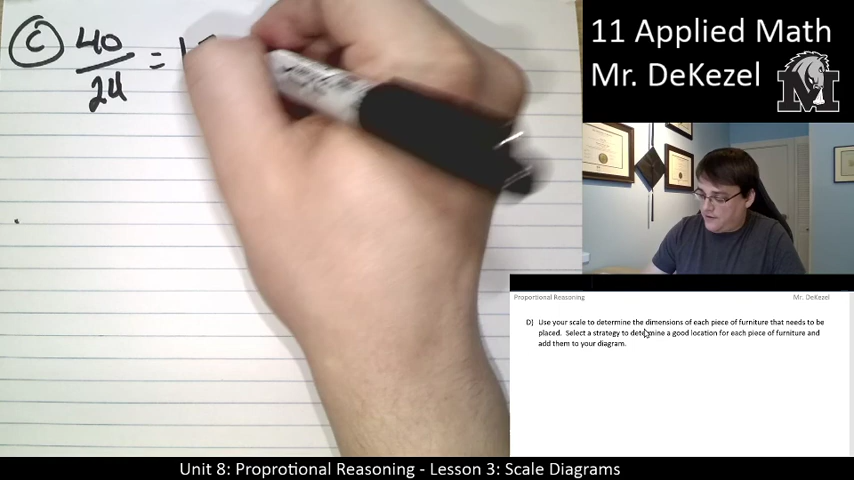 11 Applied Math
Mr. DeKezel
M
C 40/24 =
Proportional Reasoning Mr. DeKezel
D) Use your scale to determine the dimensions of each piece of furniture that needs to be
placed. Select a strategy to determine a good location for each piece of furniture and
add them to your diagram.
Unit 8: Proprotional Reasoning - Lesson 3: Scale Diagrams